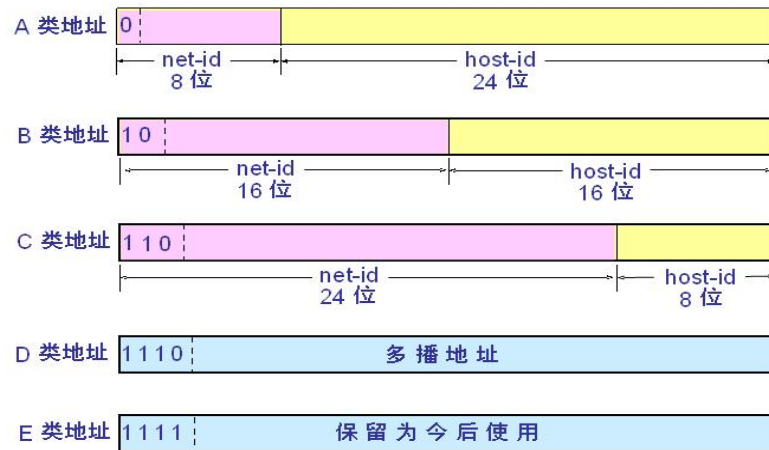 A 类地址 0
net-id host-id
8 位 24 位
B 类地址 1 0
net-id host-id
16 位 16 位
C 类地址 1 1 0
net-id host-id
24 位 8 位
D 类地址 1 1 1 0 多 播 地 址
E 类地址 1 1 1 1 保 留 为 今 后 使 用